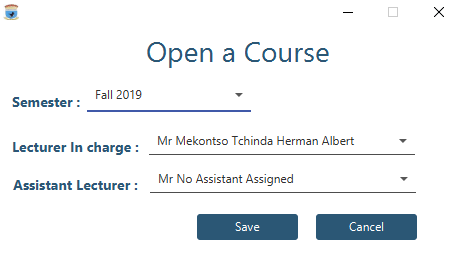 Open a Course
Semester : Fall 2019
Lecturer In charge : Mr Mekontso Tchinda Herman Albert
Assistant Lecturer : Mr No Assistant Assigned
Save Cancel